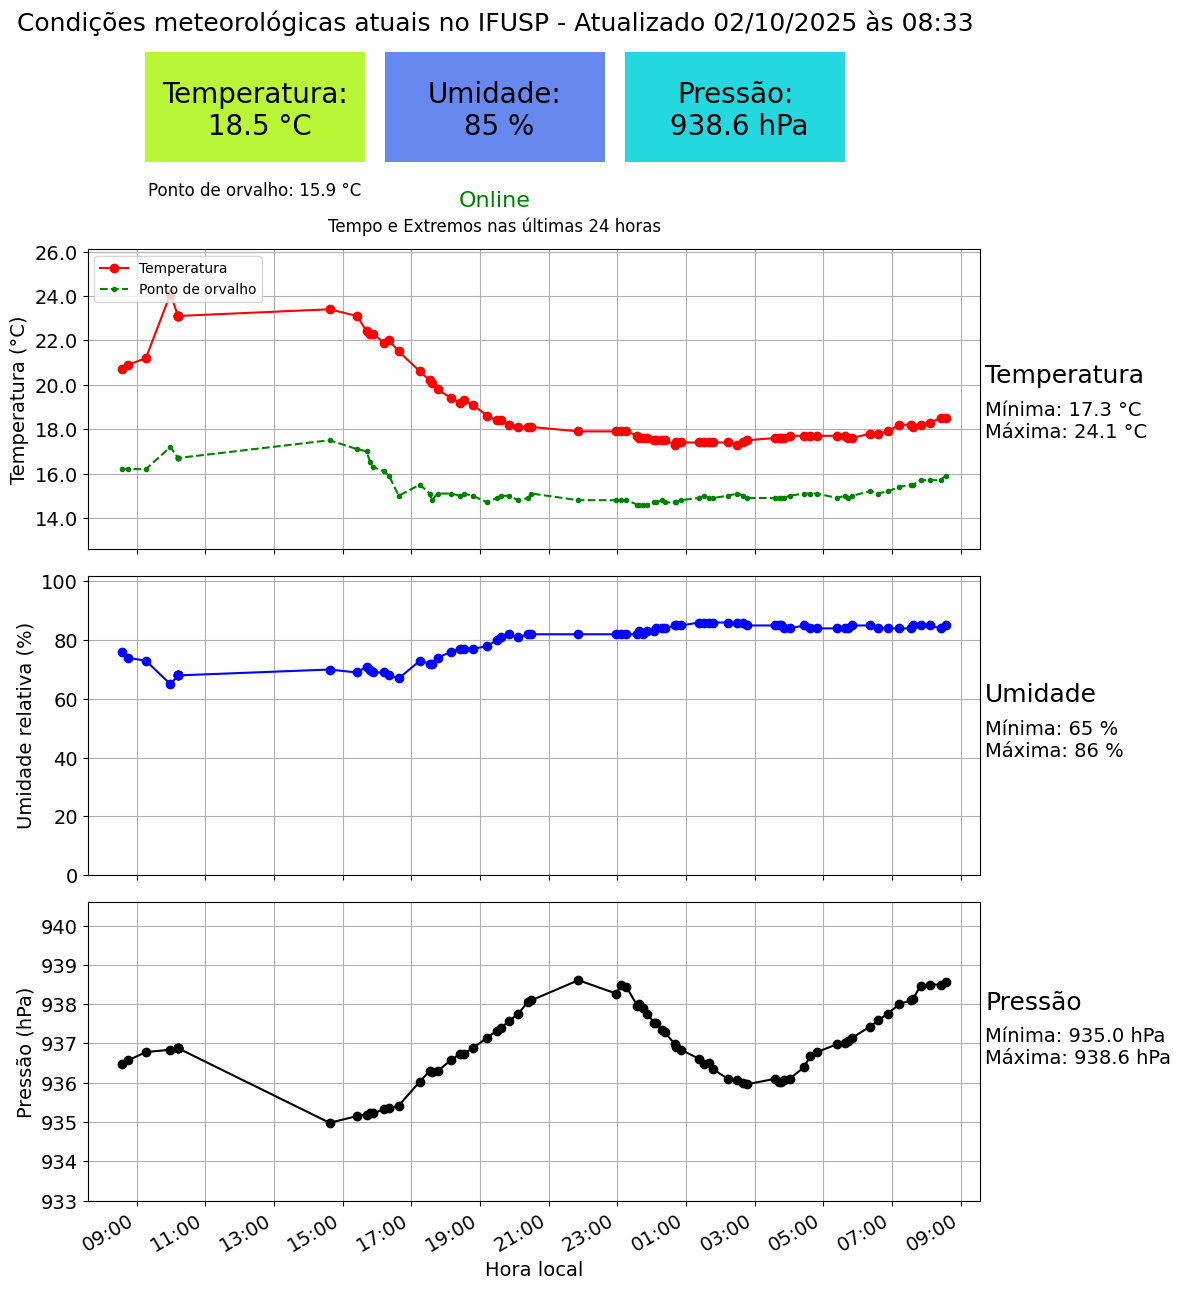 Condições meteorológicas atuais no IFUSP - Atualizado 02/10/2025 às 08:33
Temperatura:
18.5 °C
Umidade:
85 %
Pressão:
938.6 hPa
Ponto de orvalho: 15.9 °C
Online
Tempo e Extremos nas últimas 24 horas
Temperatura (°C)
26.0
24.0
22.0
20.0
18.0
16.0
14.0
Temperatura
Ponto de orvalho
Temperatura
Mínima: 17.3 °C
Máxima: 24.1 °C
Umidade relativa (%)
100
80
60
40
20
0
Umidade
Mínima: 65 %
Máxima: 86 %
Pressão (hPa)
940
939
938
937
936
935
934
933
Pressão
Mínima: 935.0 hPa
Máxima: 938.6 hPa
09:00 11:00 13:00 15:00 17:00 19:00 21:00 23:00 01:00 03:00 05:00 07:00 09:00
Hora local